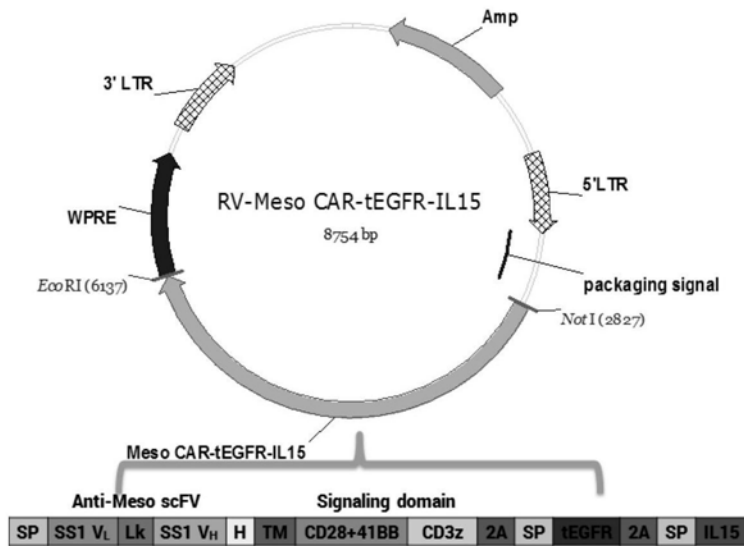 Amp
3' LTR
5'LTR
RV-Meso CAR-tEGFR-IL15
8754 bp
WPRE
packaging signal
EcoRI (6137)
NotI (2827)
Meso CAR-tEGFR-IL15
Anti-Meso scFV Signaling domain
SP SS1 VL Lk SS1 VH H TM CD28+41BB CD3z 2A SP tEGFR 2A SP IL15